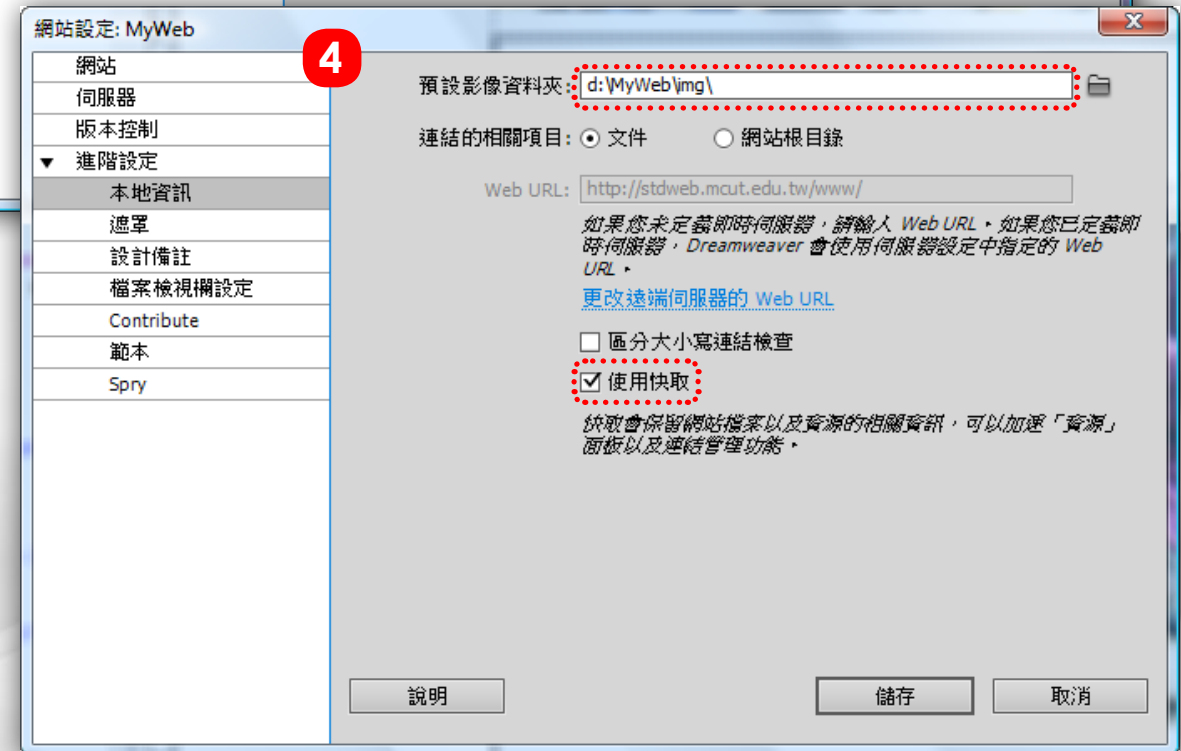 網站設定: MyWeb
4
網站
伺服器
版本控制
▼ 進階設定
本地資訊
遮罩
設計備註
檔案檢視欄設定
Contribute
範本
Spry
預設影像資料夾: d:\MyWeb\img\
連結的相關項目: 文件 網站根目錄
Web URL: http://stdweb.mcut.edu.tw/www/
如果您未定義即時伺服器，請輸入 Web URL。如果您已定義即
時伺服器，Dreamweaver 會使用伺服器設定中指定的 Web
URL。
更改遠端伺服器的 Web URL
區分大小寫連結檢查
使用快取
快取會保留網站檔案以及資源的相關資訊，可以加速「資源」
面板以及連結管理功能。
說明 儲存 取消